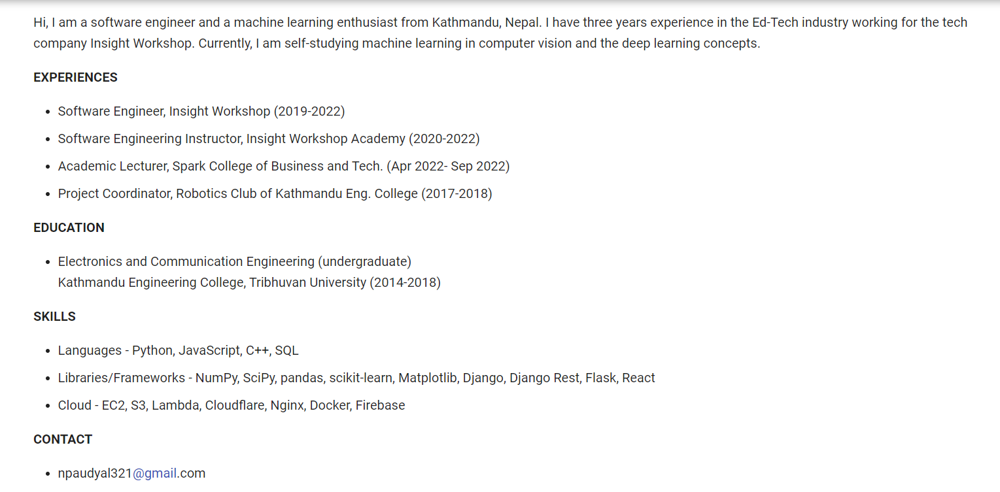 Hi, I am a software engineer and a machine learning enthusiast from Kathmandu, Nepal. I have three years experience in the Ed-Tech industry working for the tech
company Insight Workshop. Currently, I am self-studying machine learning in computer vision and the deep learning concepts.
EXPERIENCES
• Software Engineer, Insight Workshop (2019-2022)
• Software Engineering Instructor, Insight Workshop Academy (2020-2022)
• Academic Lecturer, Spark College of Business and Tech. (Apr 2022- Sep 2022)
• Project Coordinator, Robotics Club of Kathmandu Eng. College (2017-2018)
EDUCATION
• Electronics and Communication Engineering (undergraduate)
Kathmandu Engineering College, Tribhuvan University (2014-2018)
SKILLS
• Languages - Python, JavaScript, C++, SQL
• Libraries/Frameworks - NumPy, SciPy, pandas, scikit-learn, Matplotlib, Django, Django Rest, Flask, React
• Cloud - EC2, S3, Lambda, Cloudflare, Nginx, Docker, Firebase
CONTACT
• npaudyal321@gmail.com